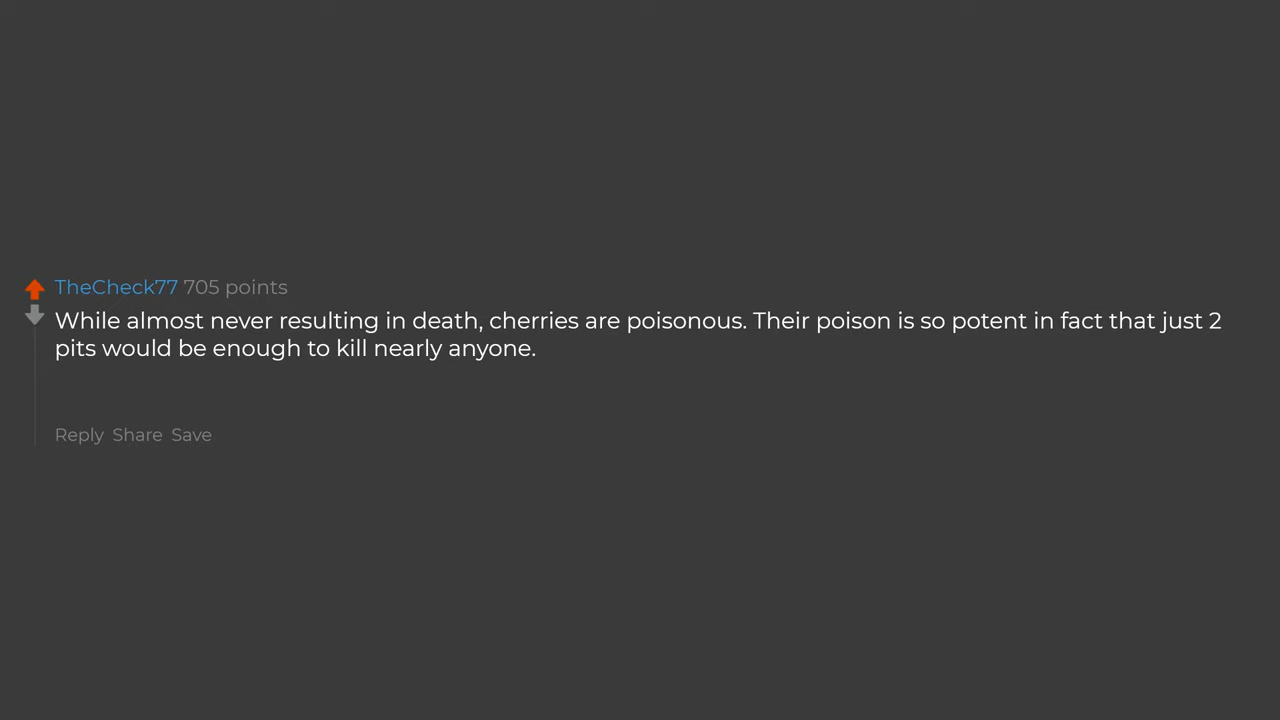 TheCheck77 705 points
While almost never resulting in death, cherries are poisonous. Their poison is so potent in fact that just 2
pits would be enough to kill nearly anyone.
Reply Share Save